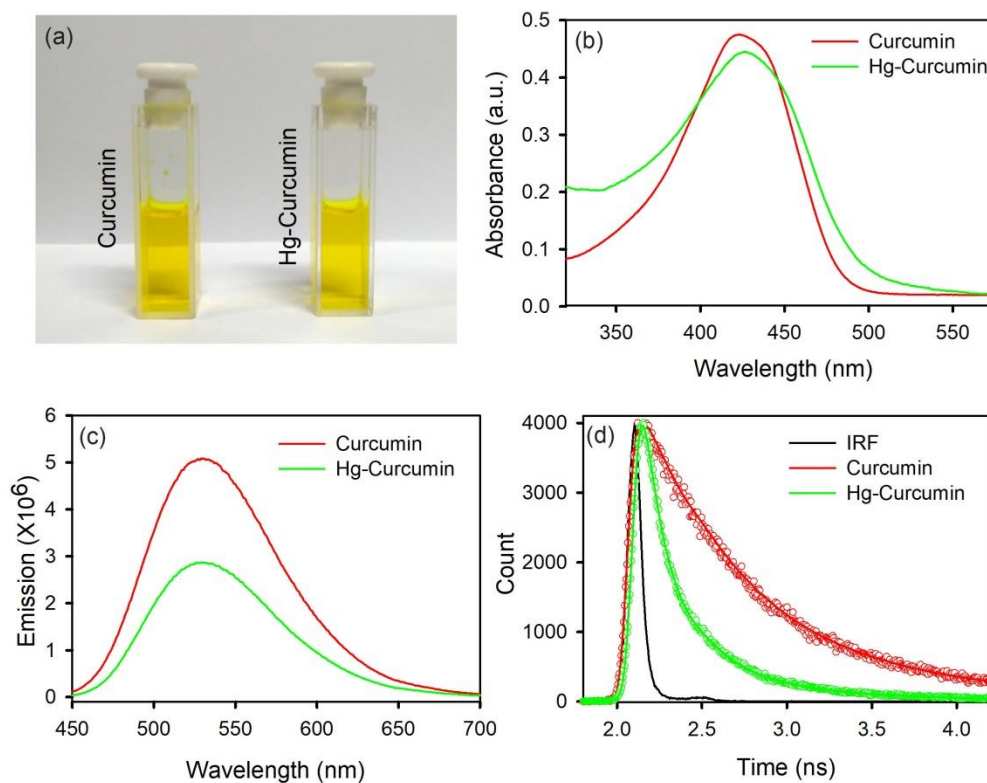 (a)
Curcumin
Hg-Curcumin
(b)
Curcumin
Hg-Curcumin
Absorbance (a.u.)
0.5
0.4
0.3
0.2
0.1
0.0
350 400 450 500 550
Wavelength (nm)
(c)
Curcumin
Hg-Curcumin
Emission (X10⁶)
6
5
4
3
2
1
0
450 500 550 600 650 700
Wavelength (nm)
(d)
IRF
Curcumin
Hg-Curcumin
Count
4000
3000
2000
1000
0
2.0 2.5 3.0 3.5 4.0
Time (ns)